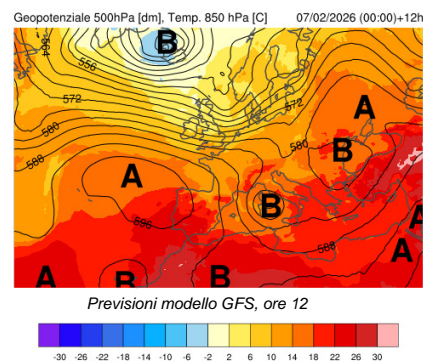 Geopotenziale 500hPa [dm], Temp. 850 hPa [C] 07/02/2026 (00:00)+12h
564
B
556
572
572
A
580
580
B
588
A
B
596
588
A
A
A
B
B
Previsioni modello GFS, ore 12
-30 -26 -22 -18 -14 -10 -6 -2 2 6 10 14 18 22 26 30